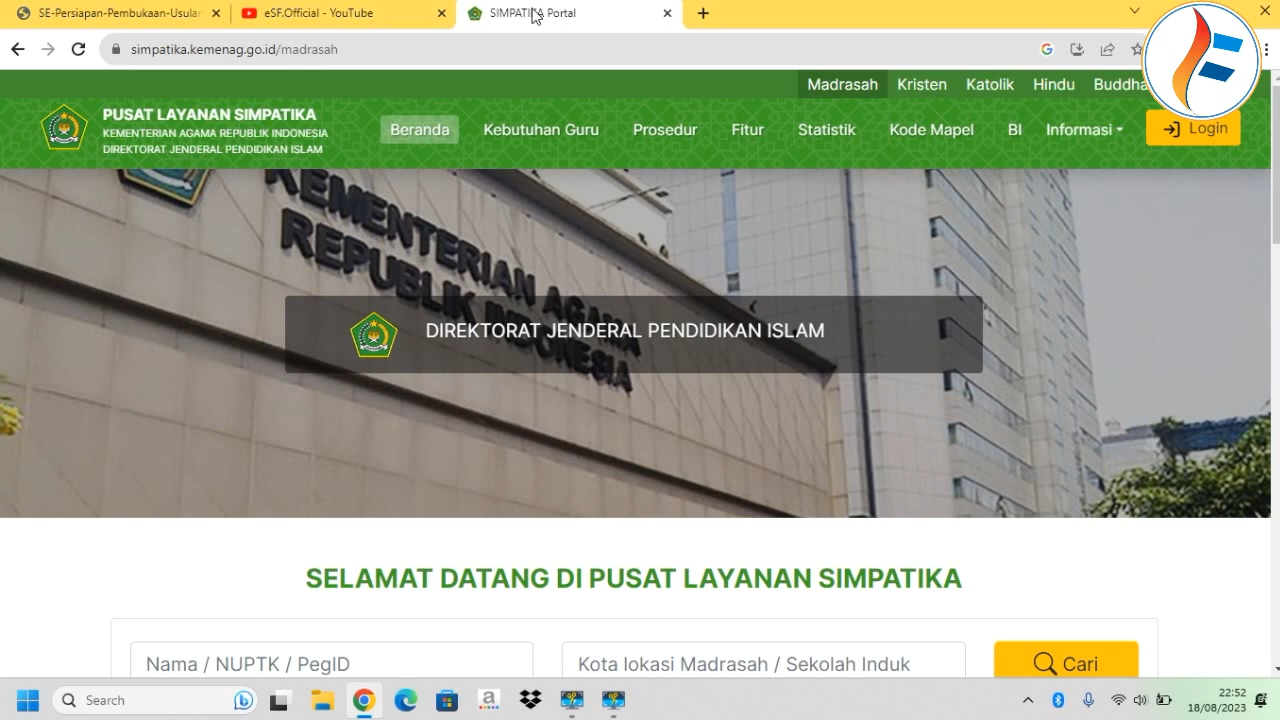 SE-Persiapan-Pembukaan-Usulan
eSF.Official - YouTube
SIMPATIKA Portal
simpatika.kemenag.go.id/madrasah
Madrasah Kristen Katolik Hindu Buddha
PUSAT LAYANAN SIMPATIKA
KEMENTERIAN AGAMA REPUBLIK INDONESIA
DIREKTORAT JENDERAL PENDIDIKAN ISLAM
Beranda Kebutuhan Guru Prosedur Fitur Statistik Kode Mapel BI Informasi Login
KEMENTERIAN AGAMA
REPUBLIK INDONESIA
DIREKTORAT JENDERAL PENDIDIKAN ISLAM
SELAMAT DATANG DI PUSAT LAYANAN SIMPATIKA
Nama / NUPTK / PegID
Kota lokasi Madrasah / Sekolah Induk
Cari
Search
22:52
18/08/2023